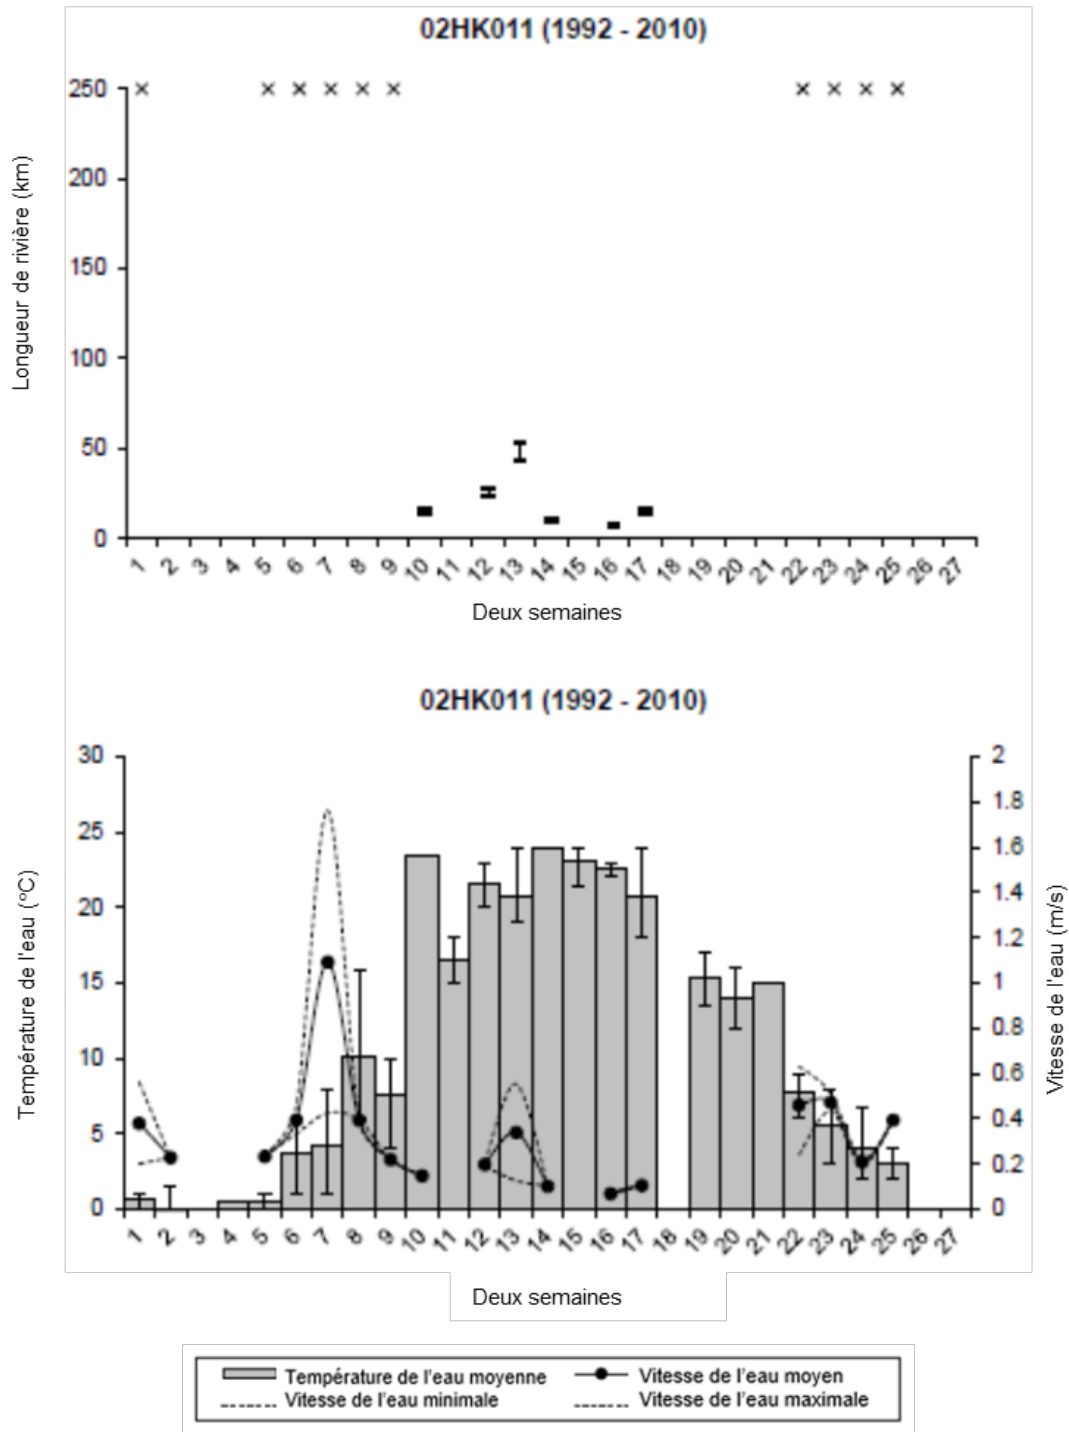 02HK011 (1992 - 2010)
Longueur de rivière (km)
250
200
150
100
50
0
1 2 3 4 5 6 7 8 9 10 11 12 13 14 15 16 17 18 19 20 21 22 23 24 25 26 27
Deux semaines
02HK011 (1992 - 2010)
Température de l'eau (°C)
30
25
20
15
10
5
0
2
1.8
1.6
1.4
1.2
1
0.8
0.6
0.4
0.2
0
Vitesse de l'eau (m/s)
1 2 3 4 5 6 7 8 9 10 11 12 13 14 15 16 17 18 19 20 21 22 23 24 25 26 27
Deux semaines
Température de l'eau moyenne
Vitesse de l'eau moyen
Vitesse de l'eau minimale
Vitesse de l'eau maximale